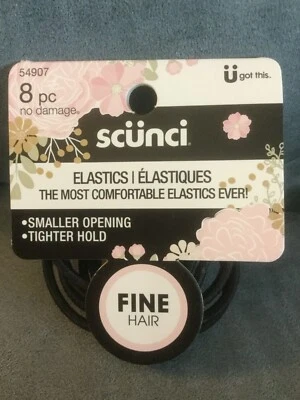 54907
8 pc
no damage®
Ü got this.
scünci®
ELASTICS | ÉLASTIQUES
THE MOST COMFORTABLE ELASTICS EVER!
•SMALLER OPENING
•TIGHTER HOLD
FINE
HAIR